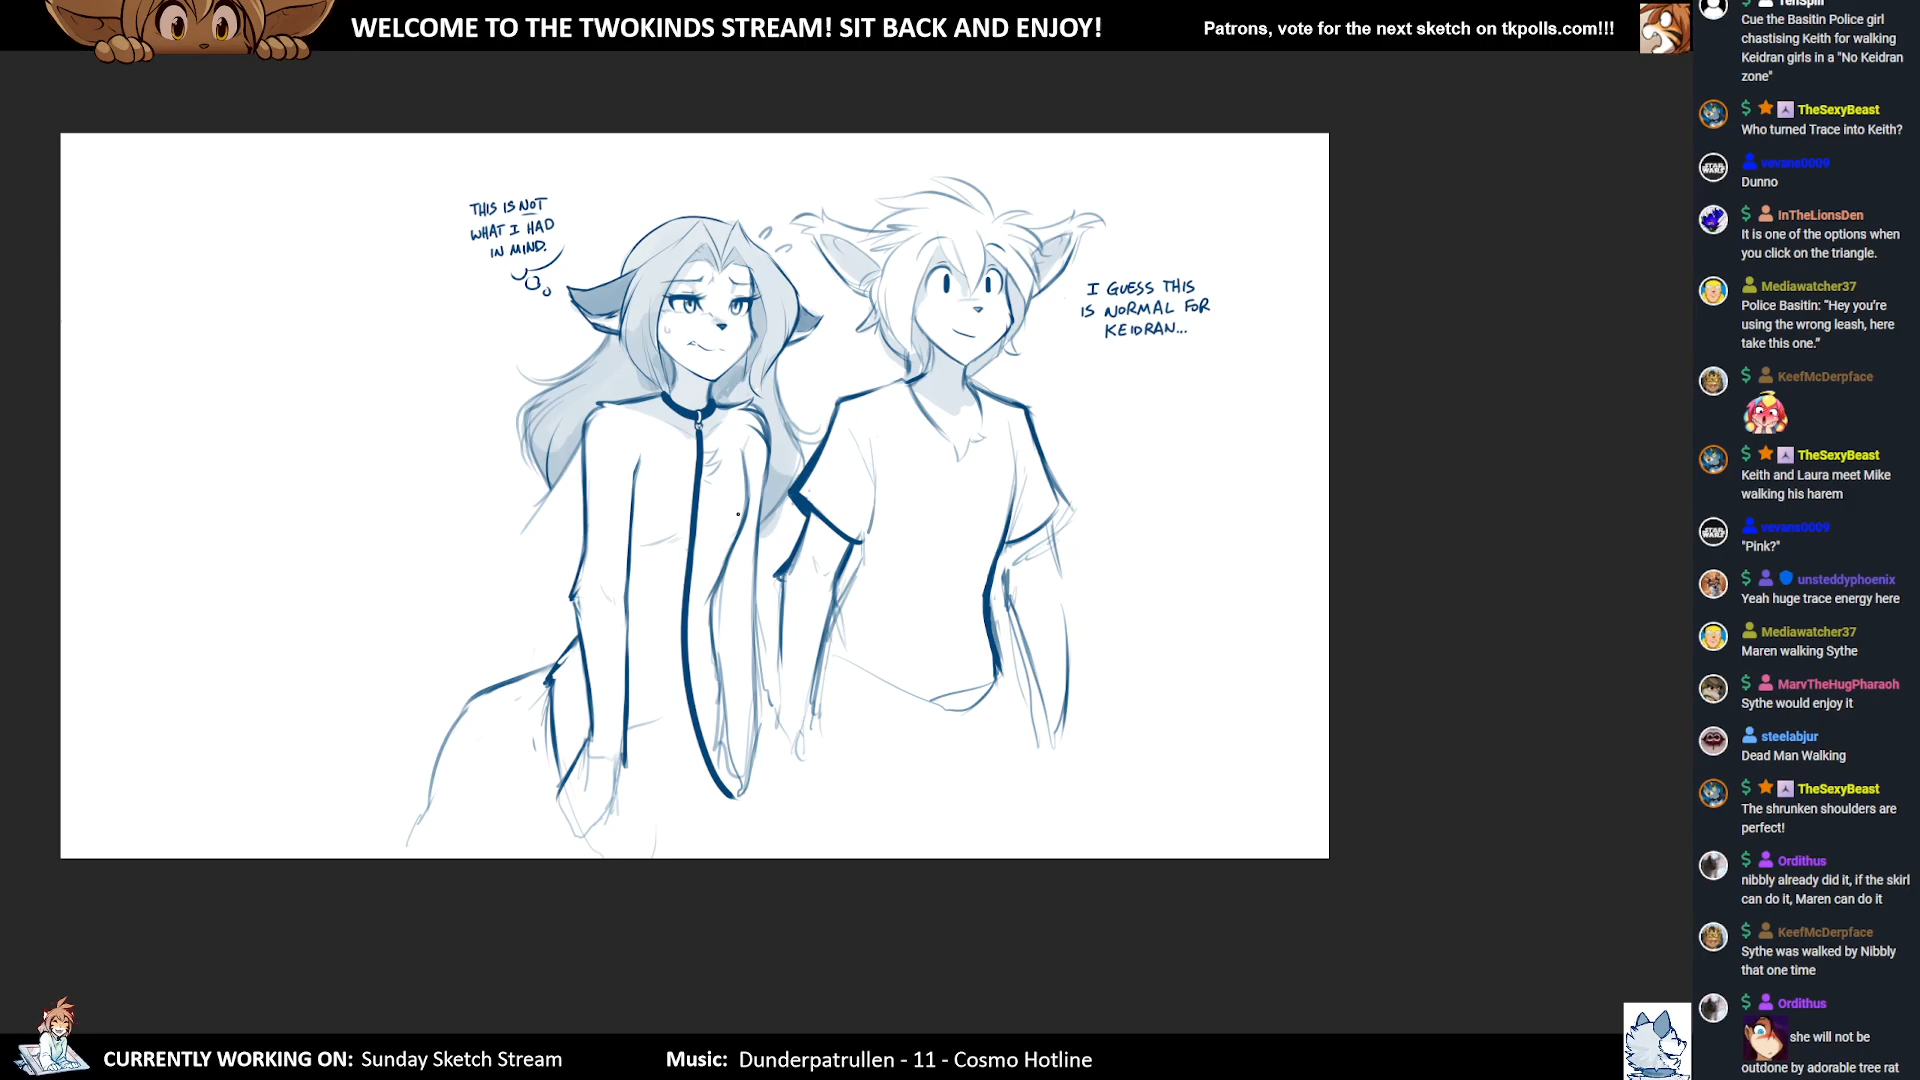 WELCOME TO THE TWOKINDS STREAM! SIT BACK AND ENJOY!
Patrons, vote for the next sketch on tkpolls.com!!!
THIS IS NOT
WHAT I HAD
IN MIND.
I GUESS THIS
IS NORMAL FOR
KEIDRAN...
Cue the Basitin Police girl
chastising Keith for walking
Keidran girls in a "No Keidran
zone"
TheSexyBeast
Who turned Trace into Keith?
vevans0009
Dunno
InTheLionsDen
It is one of the options when
you click on the triangle.
Mediawatcher37
Police Basitin: “Hey you’re
using the wrong leash, here
take this one.”
KeefMcDerpface
TheSexyBeast
Keith and Laura meet Mike
walking his harem
vevans0009
"Pink?"
unsteddyphoenix
Yeah huge trace energy here
Mediawatcher37
Maren walking Sythe
MarvTheHugPharaoh
Sythe would enjoy it
steelabjur
Dead Man Walking
TheSexyBeast
The shrunken shoulders are
perfect!
Ordithus
nibbly already did it, if the skirl
can do it, Maren can do it
KeefMcDerpface
Sythe was walked by Nibbly
that one time
Ordithus
she will not be
outdone by adorable tree rat
CURRENTLY WORKING ON: Sunday Sketch Stream
Music: Dunderpatrullen - 11 - Cosmo Hotline